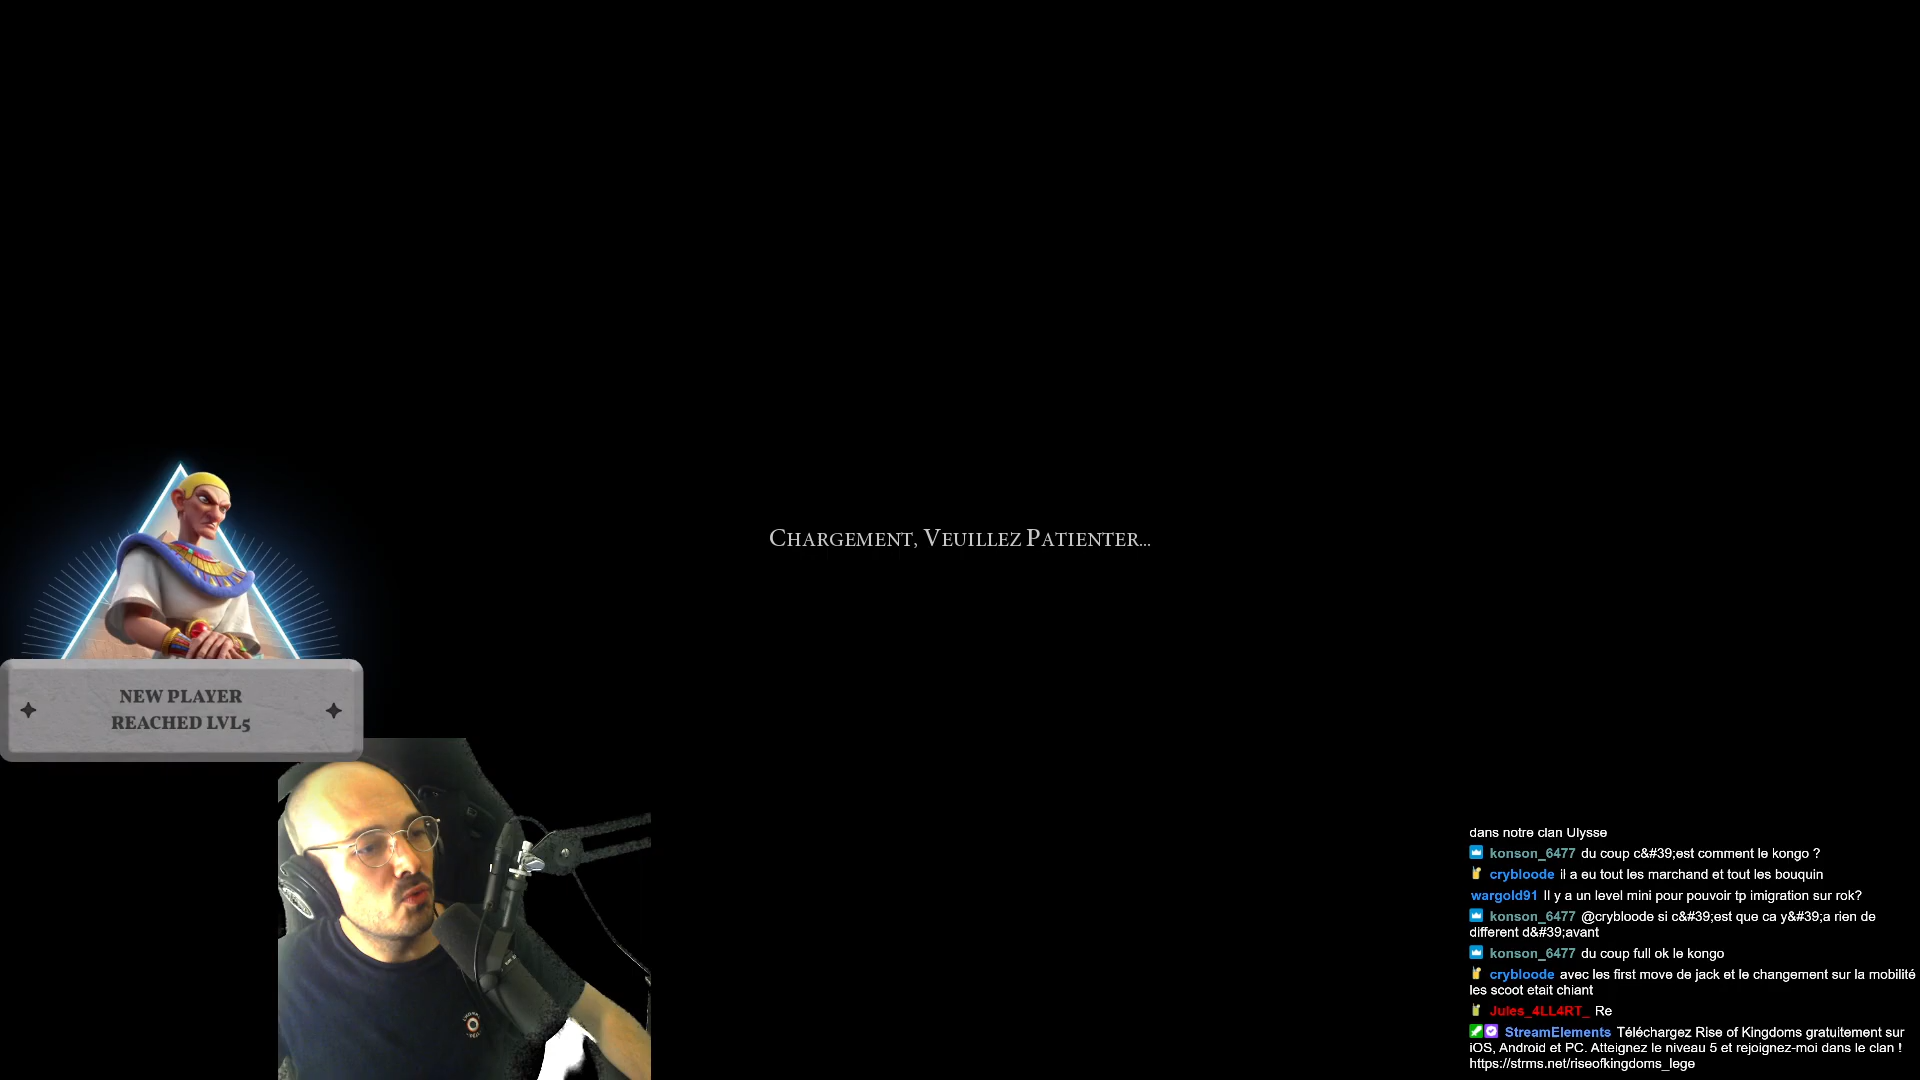 Chargement, Veuillez Patienter...
NEW PLAYER
REACHED LVL5
dans notre clan Ulysse
konson_6477 du coup c&#39;est comment le kongo ?
crybloode il a eu tout les marchand et tout les bouquin
wargold91 Il y a un level mini pour pouvoir tp imigration sur rok?
konson_6477 @crybloode si c&#39;est que ca y&#39;a rien de
different d&#39;avant
konson_6477 du coup full ok le kongo
crybloode avec les first move de jack et le changement sur la mobilité
les scoot etait chiant
Jules_4LL4RT_ Re
StreamElements Téléchargez Rise of Kingdoms gratuitement sur
iOS, Android et PC. Atteignez le niveau 5 et rejoignez-moi dans le clan !
https://strms.net/riseofkingdoms_lege